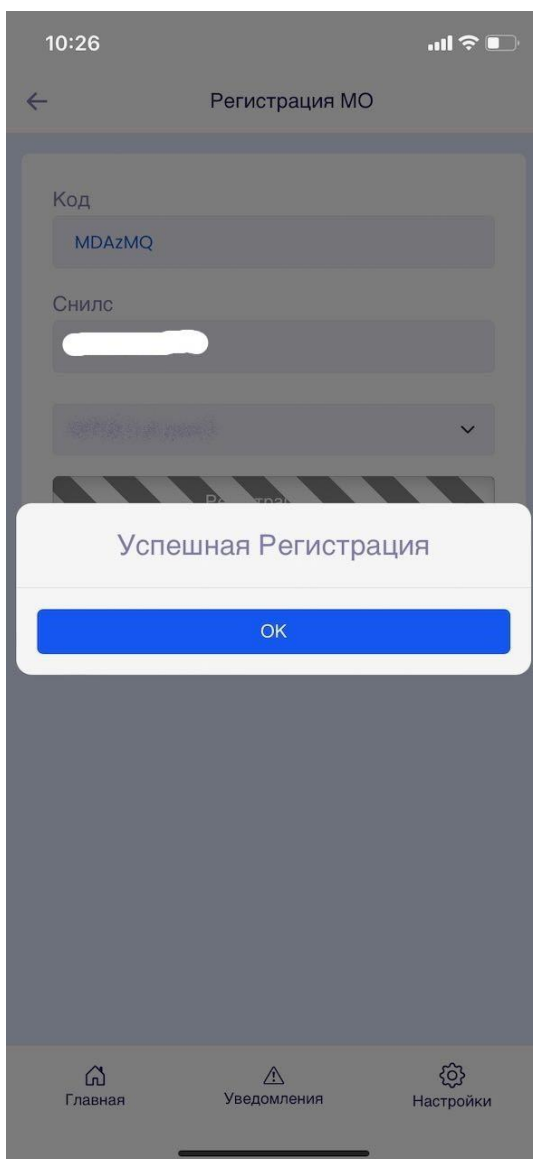 10:26
Регистрация МО
Код
MDAzMQ
Снилс
Успешная Регистрация
OK
Главная
Уведомления
Настройки